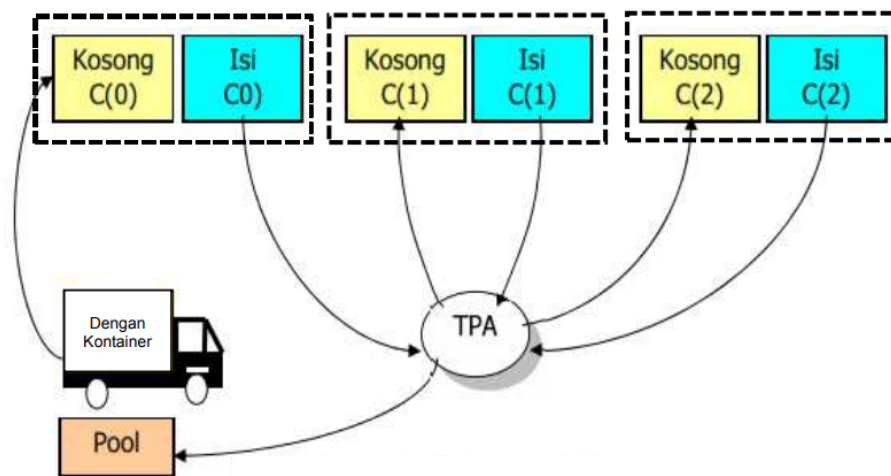 Kosong
C(0)
Isi
C0)
Kosong
C(1)
Isi
C(1)
Kosong
C(2)
Isi
C(2)
Dengan
Kontainer
TPA
Pool